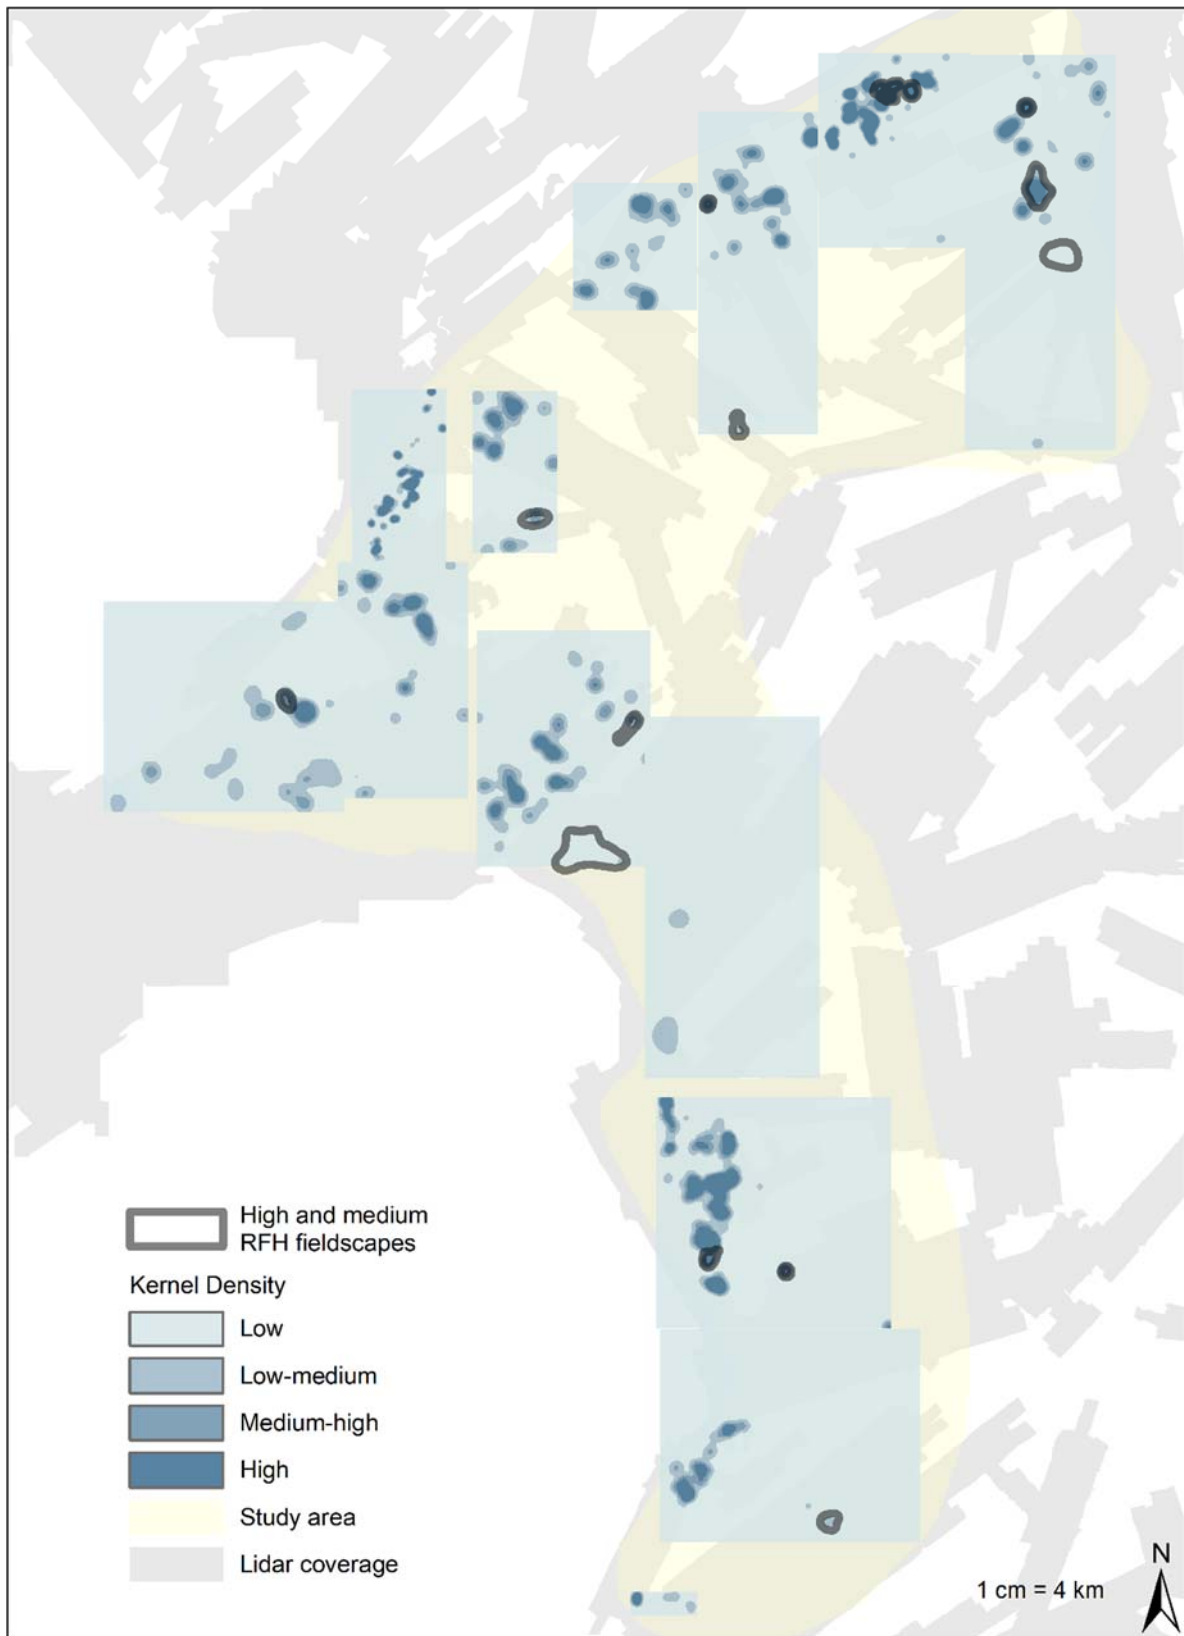 High and medium
RFH fieldscapes
Kernel Density
Low
Low-medium
Medium-high
High
Study area
Lidar coverage
N
1 cm = 4 km